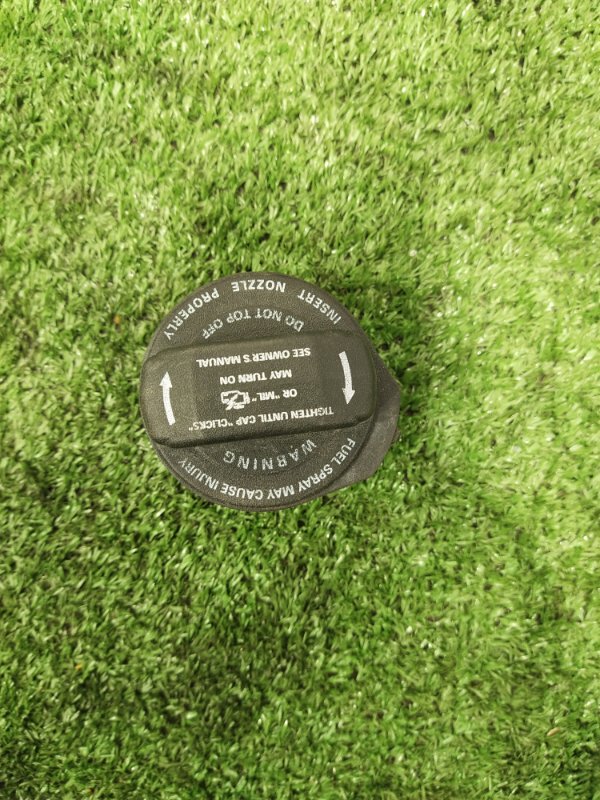 WARNING
FUEL SPRAY MAY CAUSE INJURY
TIGHTEN UNTIL CAP "CLICKS"
OR "MIL"
MAY TURN ON
SEE OWNER'S MANUAL
DO NOT TOP OFF
INSERT NOZZLE PROPERLY